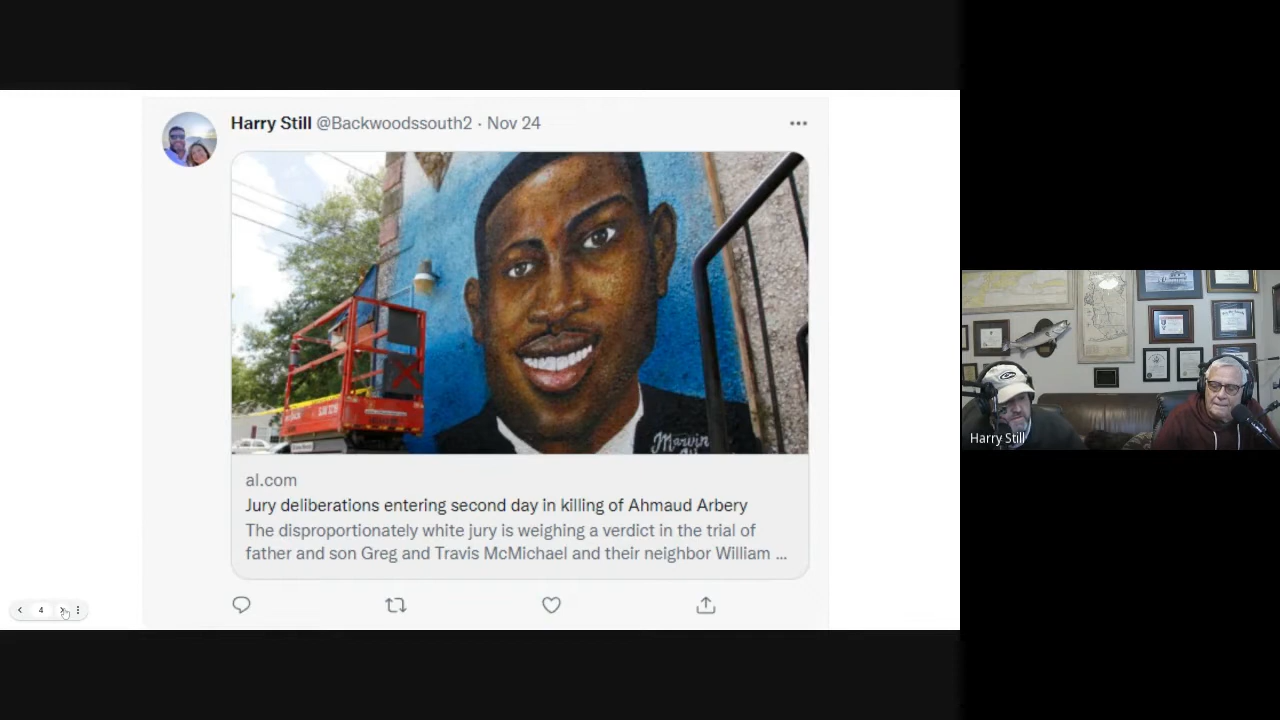 Harry Still @Backwoodssouth2 · Nov 24
Marvin
al.com
Jury deliberations entering second day in killing of Ahmaud Arbery
The disproportionately white jury is weighing a verdict in the trial of
father and son Greg and Travis McMichael and their neighbor William ...
4
Harry Still